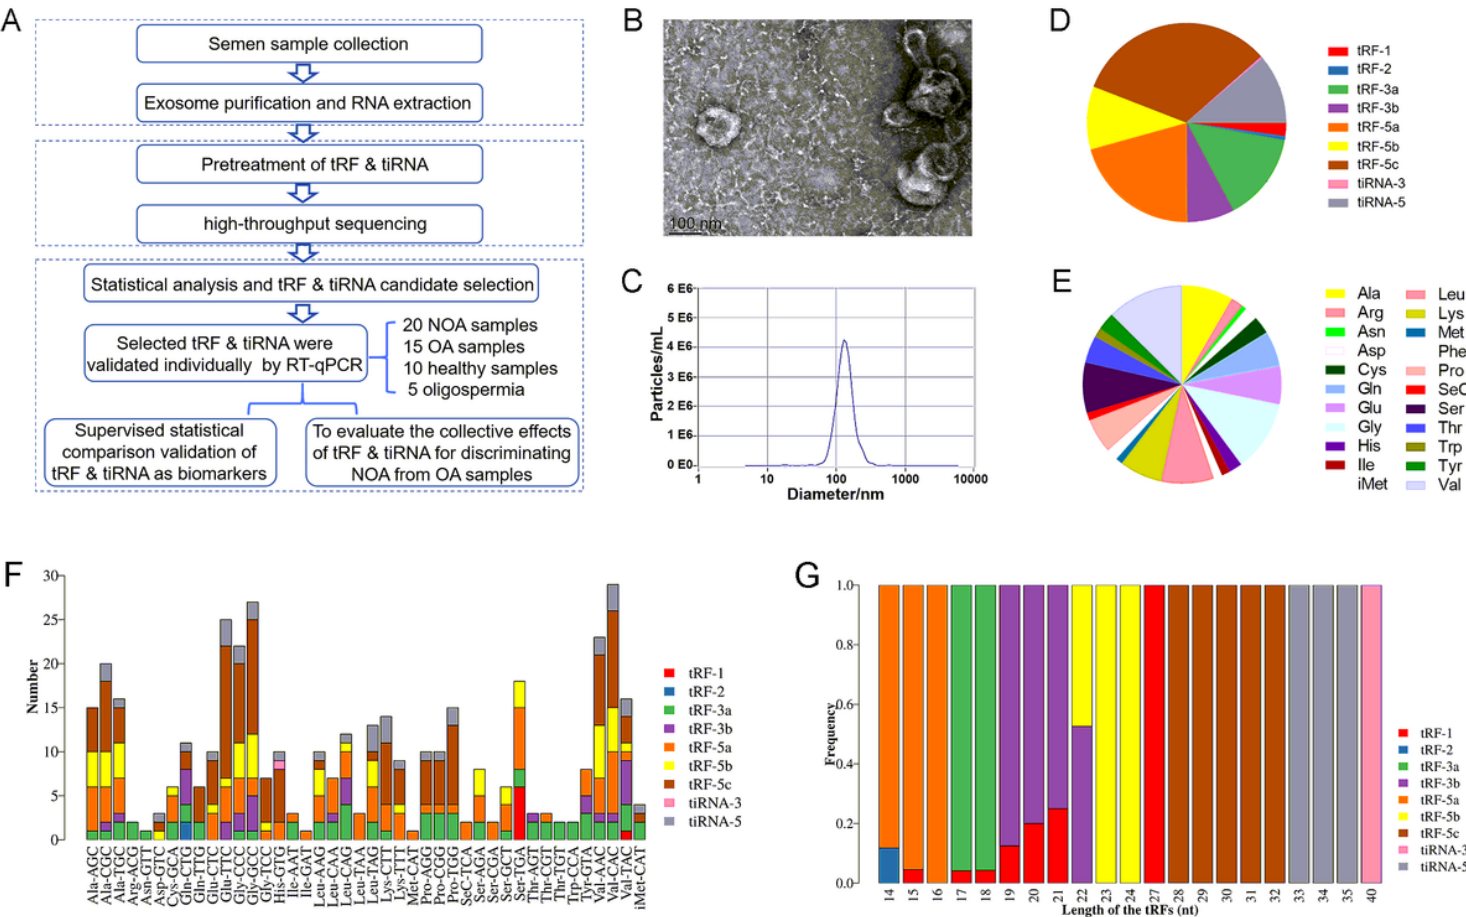 A
Semen sample collection
Exosome purification and RNA extraction
Pretreatment of tRF & tiRNA
high-throughput sequencing
Statistical analysis and tRF & tiRNA candidate selection
Selected tRF & tiRNA were
validated individually by RT-qPCR
20 NOA samples
15 OA samples
10 healthy samples
5 oligospermia
Supervised statistical
comparison validation of
tRF & tiRNA as biomarkers
To evaluate the collective effects
of tRF & tiRNA for discriminating
NOA from OA samples
B
100 nm
C
Particles/mL
6 E6
5 E6
4 E6
3 E6
2 E6
1 E6
0 E0
1 10 100 1000 10000
Diameter/nm
D
tRF-1
tRF-2
tRF-3a
tRF-3b
tRF-5a
tRF-5b
tRF-5c
tiRNA-3
tiRNA-5
E
Ala Leu
Arg Lys
Asn Met
Asp Phe
Cys Pro
Gln SeC
Glu Ser
Gly Thr
His Trp
Ile Tyr
iMet Val
F
Number
30
25
20
15
10
5
0
Ala-AGC
Ala-CGC
Ala-TGC
Arg-ACG
Asn-GTT
Asp-GTC
Cys-GCA
Gln-CTG
Gln-TTG
Glu-CTC
Glu-TTC
Gly-CCC
Gly-GCC
Gly-TCC
His-GTG
Ile-AAT
Ile-GAT
Leu-AAG
Leu-CAA
Leu-CAG
Leu-TAA
Leu-TAG
Lys-CTT
Lys-TTT
Met-CAT
Pro-AGG
Pro-CGG
Pro-TGG
SeC-TCA
Ser-AGA
Ser-CGA
Ser-GCT
Ser-TGA
Thr-AGT
Thr-CGT
Thr-TGT
Trp-CCA
Tyr-GTA
Val-AAC
Val-CAC
Val-TAC
iMet-CAT
tRF-1
tRF-2
tRF-3a
tRF-3b
tRF-5a
tRF-5b
tRF-5c
tiRNA-3
tiRNA-5
G
Frequency
1.0
0.8
0.6
0.4
0.2
0.0
14 15 16 17 18 19 20 21 22 23 24 27 28 29 30 31 32 33 34 35 40
Length of the tRFs (nt)
tRF-1
tRF-2
tRF-3a
tRF-3b
tRF-5a
tRF-5b
tRF-5c
tiRNA-3
tiRNA-5